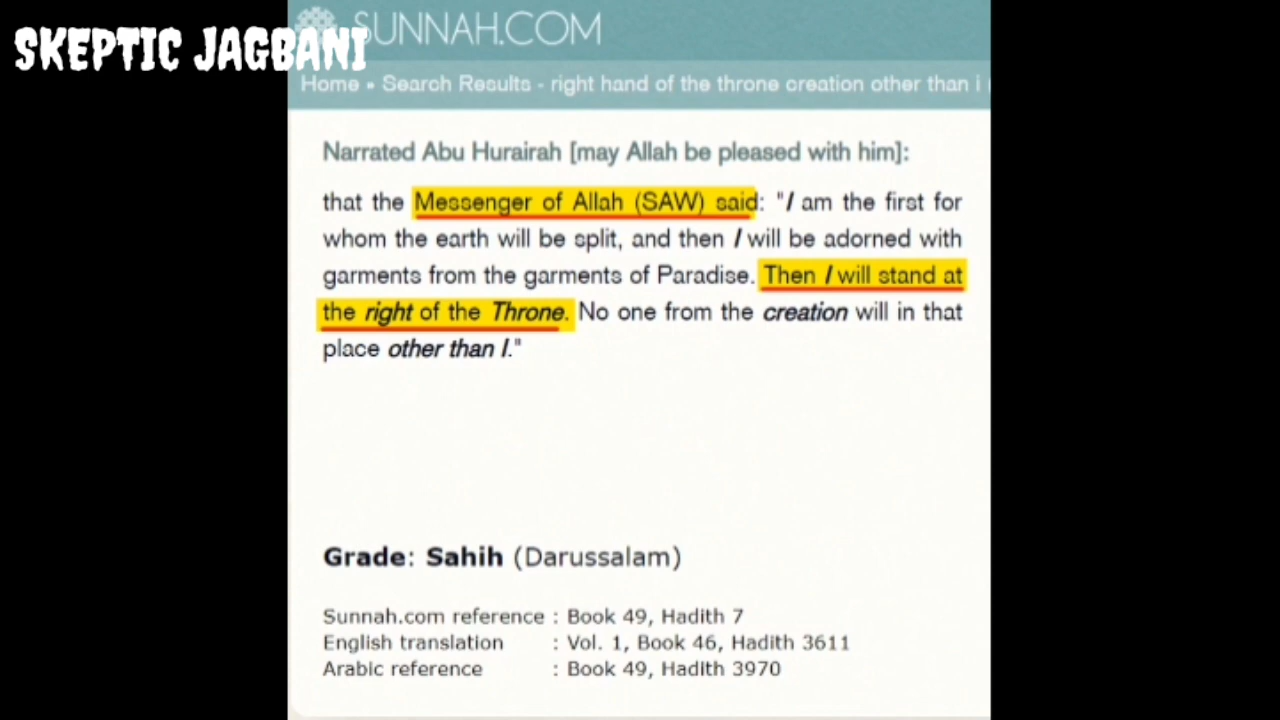 SKEPTIC JAGBANI
SUNNAH.COM
Home » Search Results - right hand of the throne creation other than i
Narrated Abu Hurairah [may Allah be pleased with him]:
that the Messenger of Allah (SAW) said: "I am the first for
whom the earth will be split, and then I will be adorned with
garments from the garments of Paradise. Then I will stand at
the right of the Throne. No one from the creation will in that
place other than I."
Grade: Sahih (Darussalam)
Sunnah.com reference : Book 49, Hadith 7
English translation : Vol. 1, Book 46, Hadith 3611
Arabic reference : Book 49, Hadith 3970